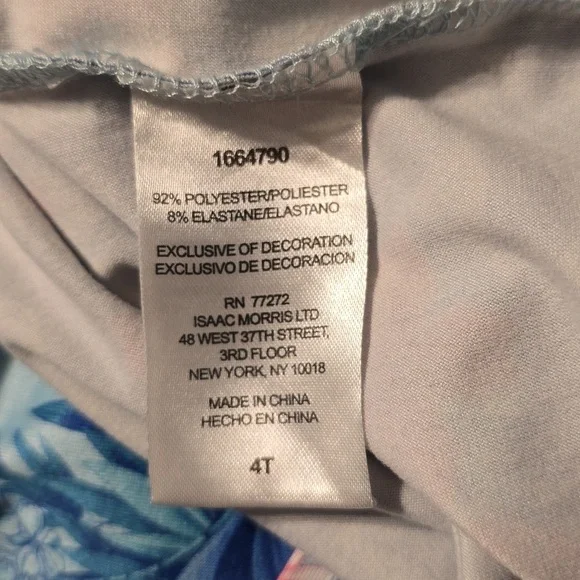 1664790
92% POLYESTER/POLIESTER
8% ELASTANE/ELASTANO
EXCLUSIVE OF DECORATION
EXCLUSIVO DE DECORACION
RN 77272
ISAAC MORRIS LTD
48 WEST 37TH STREET,
3RD FLOOR
NEW YORK, NY 10018
MADE IN CHINA
HECHO EN CHINA
4T